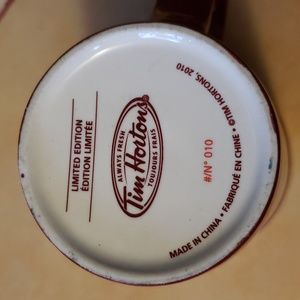 LIMITED EDITION
ÉDITION LIMITÉE
ALWAYS FRESH
Tim Hortons®
TOUJOURS FRAIS
#/N° 010
MADE IN CHINA • FABRIQUÉ EN CHINE • ©TIM HORTONS, 2010